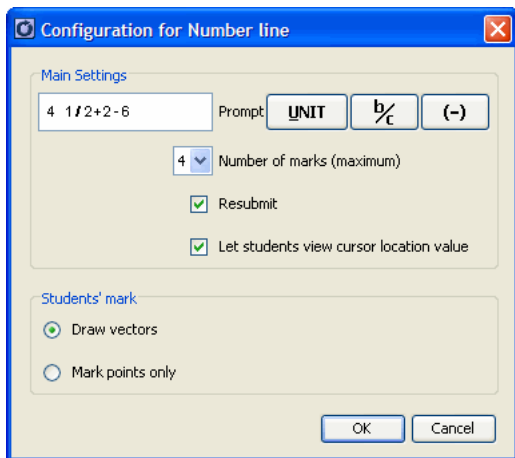 Configuration for Number line
Main Settings
4 1/2+2-6 Prompt UNIT b/c (-)
4 Number of marks (maximum)
Resubmit
Let students view cursor location value
Students' mark
Draw vectors
Mark points only
OK Cancel